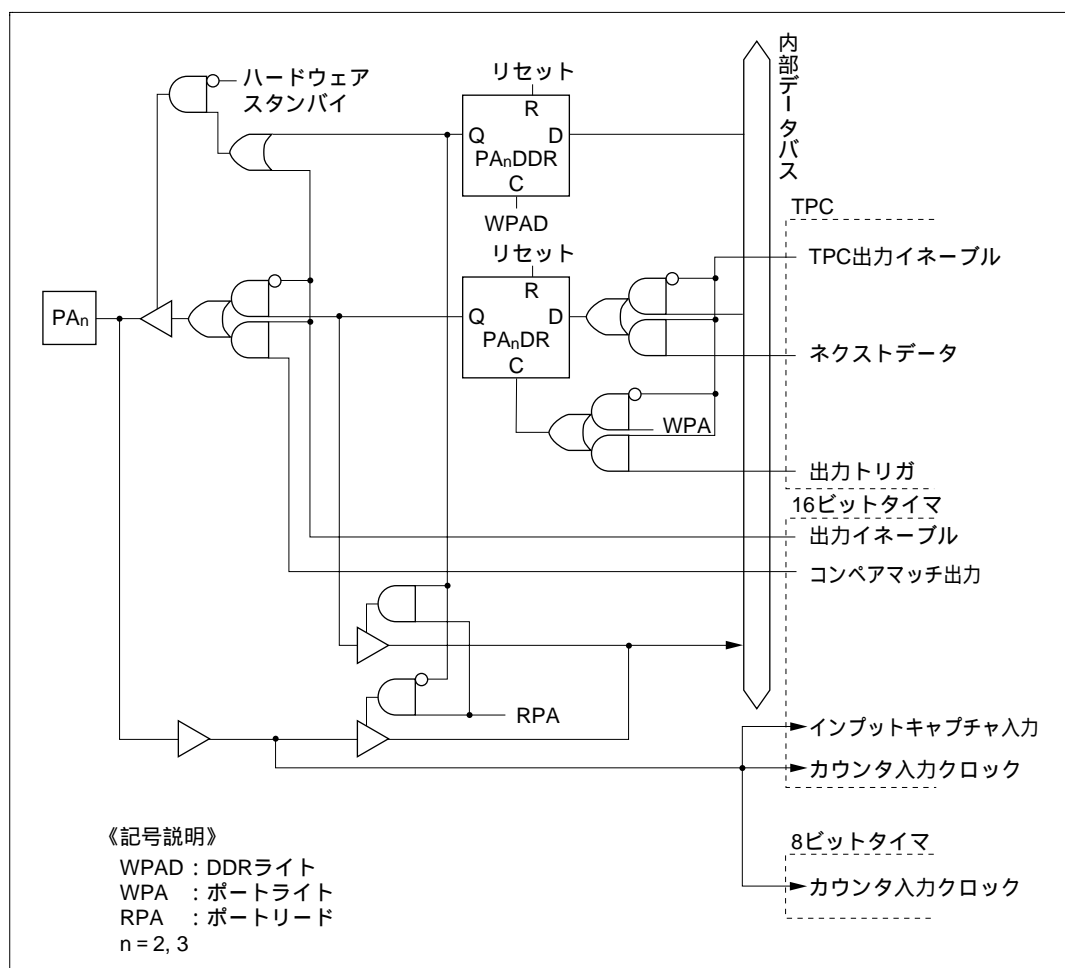 ハードウェア
スタンバイ
リセット
R
Q
D
PAnDDR
C
WPAD
内部データバス
TPC
TPC出力イネーブル
リセット
R
Q
D
PAnDR
C
PAn
ネクストデータ
WPA
出力トリガ
16ビットタイマ
出力イネーブル
コンペアマッチ出力
RPA
インプットキャプチャ入力
カウンタ入力クロック
8ビットタイマ
カウンタ入力クロック
《記号説明》
WPAD : DDRライト
WPA : ポートライト
RPA : ポートリード
n = 2, 3